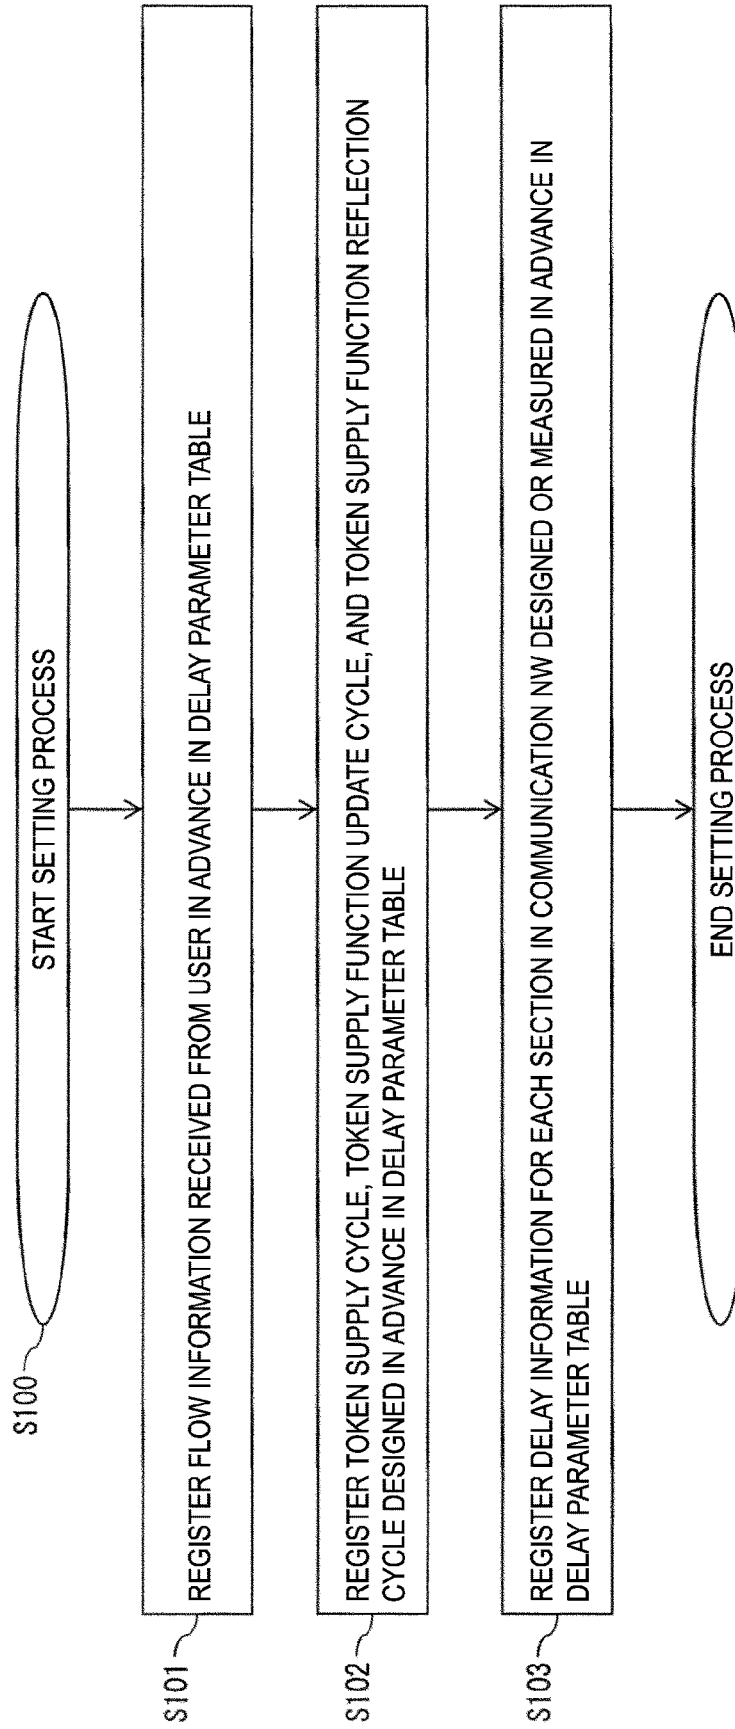 S100
START SETTING PROCESS
S101
REGISTER FLOW INFORMATION RECEIVED FROM USER IN ADVANCE IN DELAY PARAMETER TABLE
S102
REGISTER TOKEN SUPPLY CYCLE, TOKEN SUPPLY FUNCTION UPDATE CYCLE, AND TOKEN SUPPLY FUNCTION REFLECTION
CYCLE DESIGNED IN ADVANCE IN DELAY PARAMETER TABLE
S103
REGISTER DELAY INFORMATION FOR EACH SECTION IN COMMUNICATION NW DESIGNED OR MEASURED IN ADVANCE IN
DELAY PARAMETER TABLE
END SETTING PROCESS